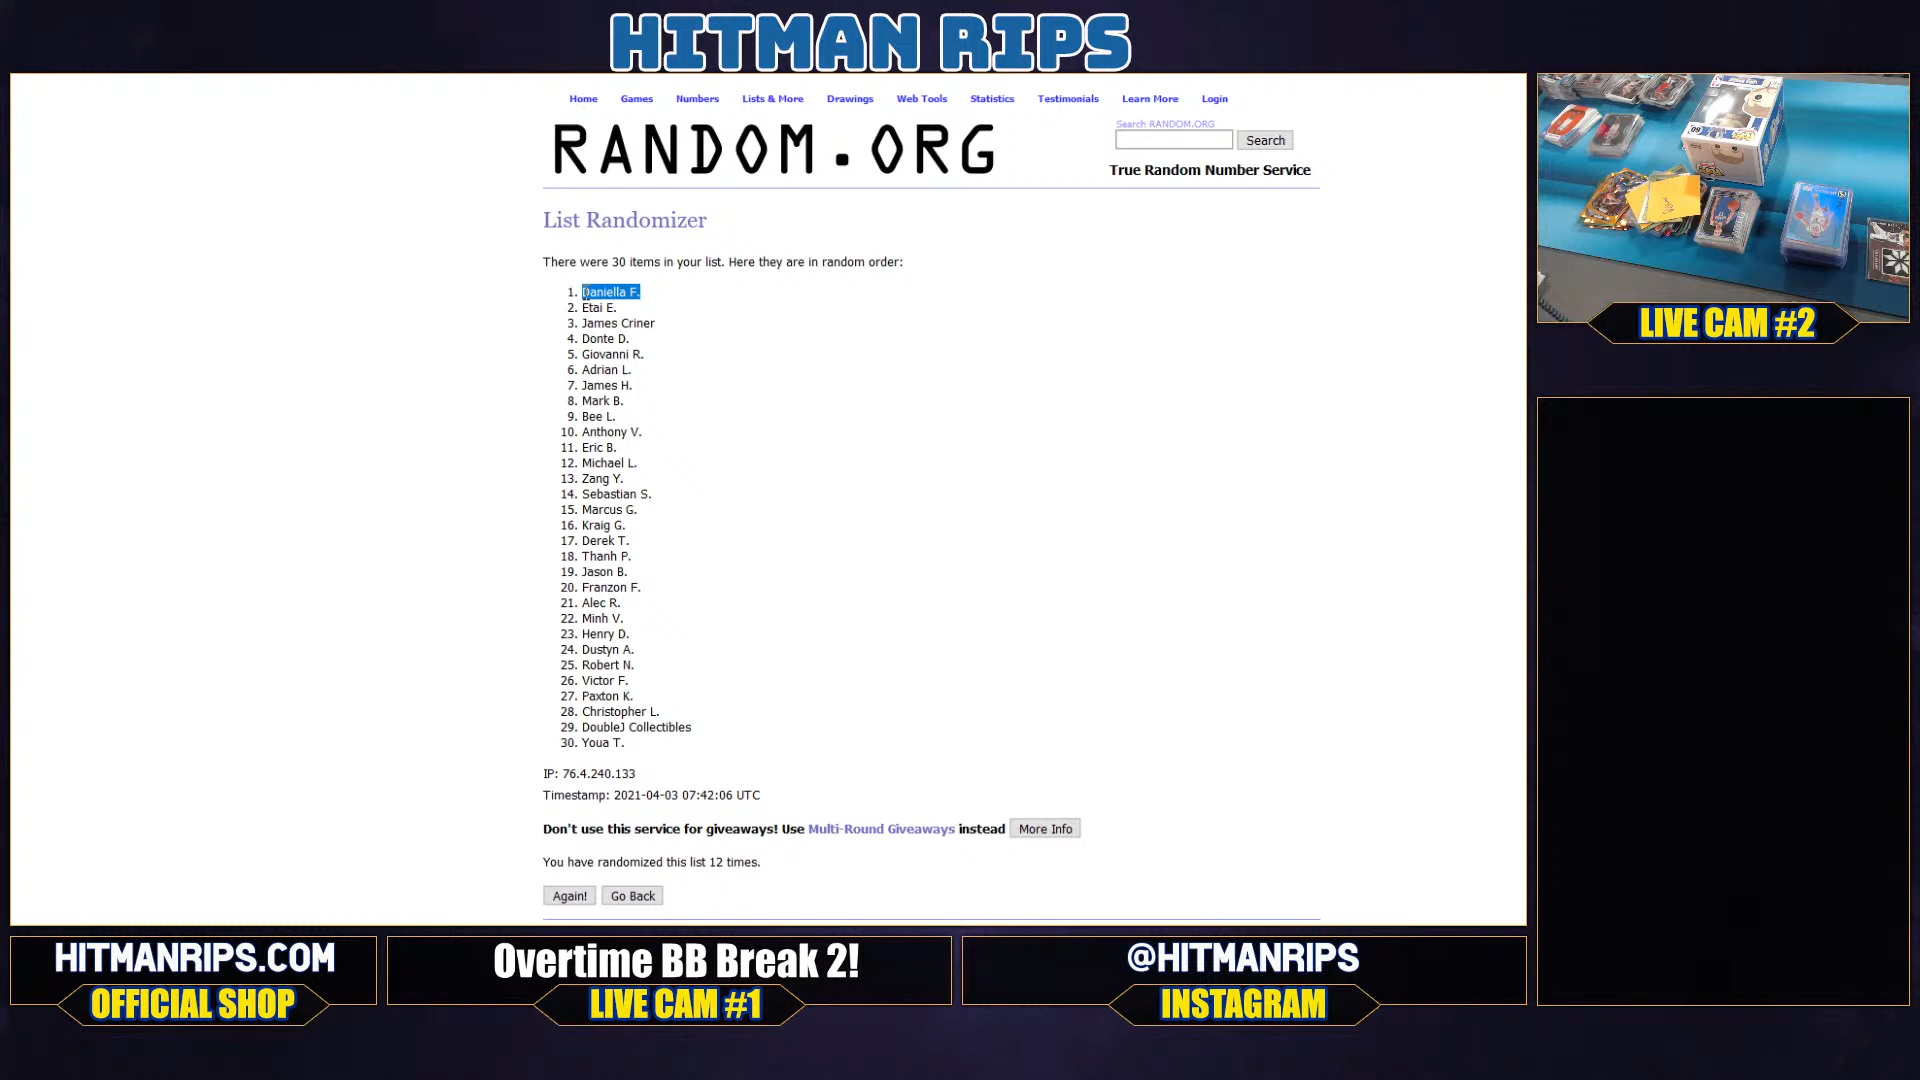 HITMAN RIPS
Home Games Numbers Lists & More Drawings Web Tools Statistics Testimonials Learn More Login
RANDOM.ORG
Search RANDOM.ORG
Search
True Random Number Service
List Randomizer
There were 30 items in your list. Here they are in random order:
1. Daniella F.
2. Etai E.
3. James Criner
4. Donte D.
5. Giovanni R.
6. Adrian L.
7. James H.
8. Mark B.
9. Bee L.
10. Anthony V.
11. Eric B.
12. Michael L.
13. Zang Y.
14. Sebastian S.
15. Marcus G.
16. Kraig G.
17. Derek T.
18. Thanh P.
19. Jason B.
20. Franzon F.
21. Alec R.
22. Minh V.
23. Henry D.
24. Dustyn A.
25. Robert N.
26. Victor F.
27. Paxton K.
28. Christopher L.
29. DoubleJ Collectibles
30. Youa T.
IP: 76.4.240.133
Timestamp: 2021-04-03 07:42:06 UTC
Don't use this service for giveaways! Use Multi-Round Giveaways instead More Info
You have randomized this list 12 times.
Again! Go Back
LIVE CAM #2
HITMANRIPS.COM
OFFICIAL SHOP
Overtime BB Break 2!
LIVE CAM #1
@HITMANRIPS
INSTAGRAM